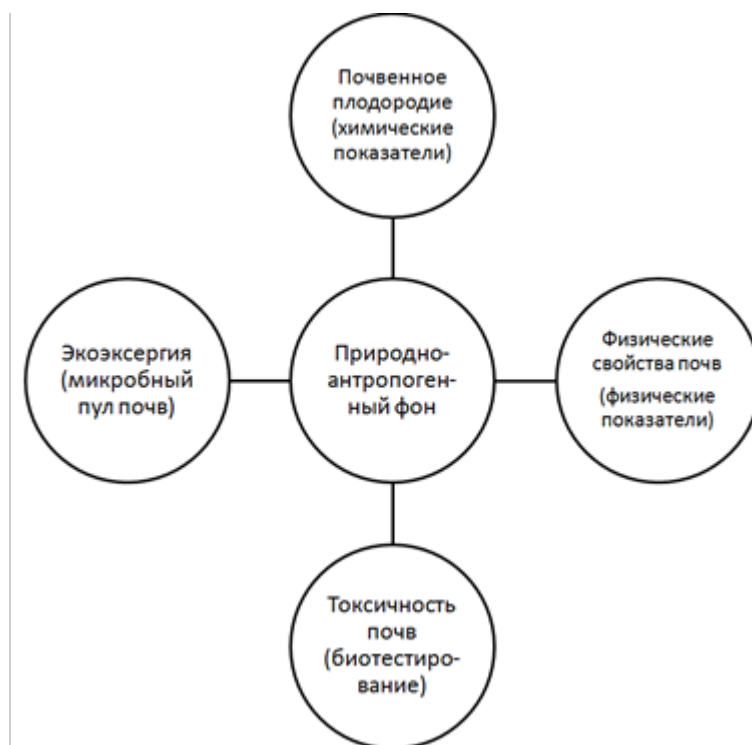 Почвенное
плодородие
(химические
показатели)
Экоэксергия
(микробный
пул почв)
Природно-
антропоген-
ный фон
Физические
свойства почв
(физические
показатели)
Токсичность
почв
(биотестиро-
вание)